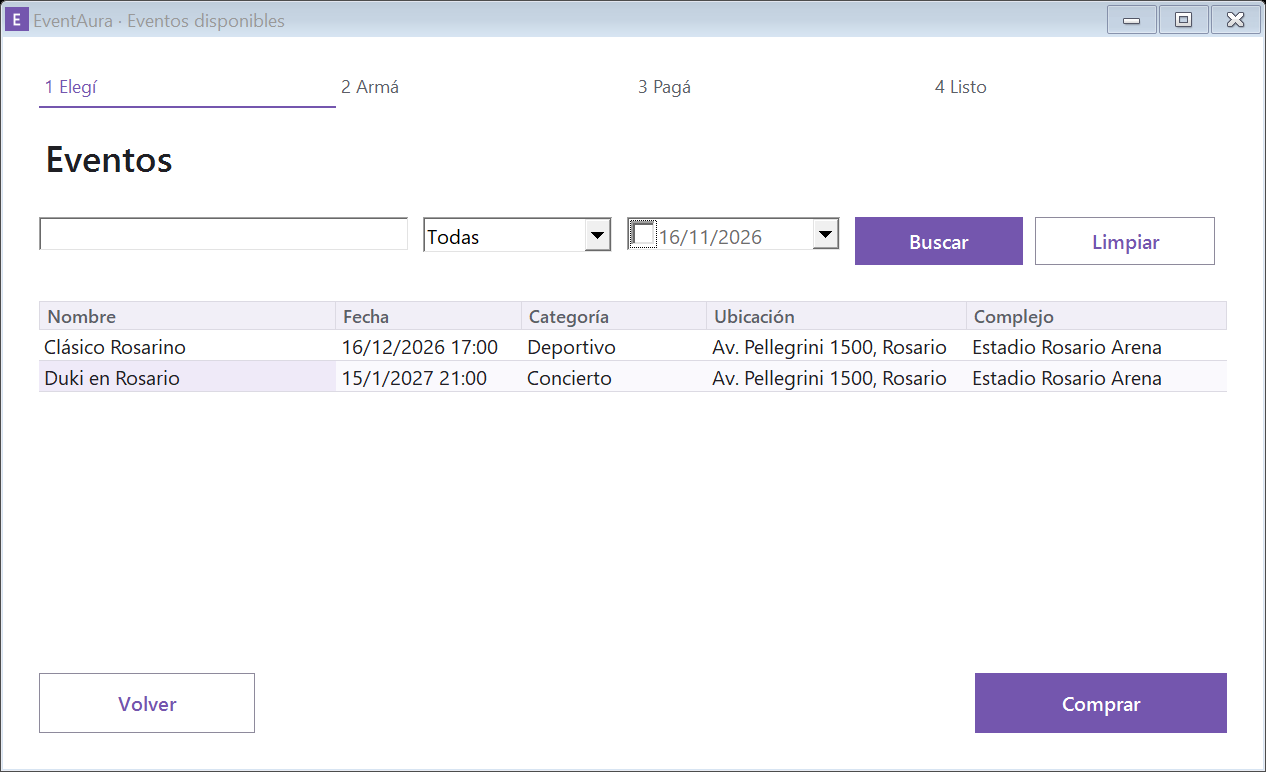 E EventAura · Eventos disponibles
1 Elegí 2 Armá 3 Pagá 4 Listo
Eventos
Todas 16/11/2026 Buscar Limpiar
Nombre Fecha Categoría Ubicación Complejo
Clásico Rosarino 16/12/2026 17:00 Deportivo Av. Pellegrini 1500, Rosario Estadio Rosario Arena
Duki en Rosario 15/1/2027 21:00 Concierto Av. Pellegrini 1500, Rosario Estadio Rosario Arena
Volver Comprar